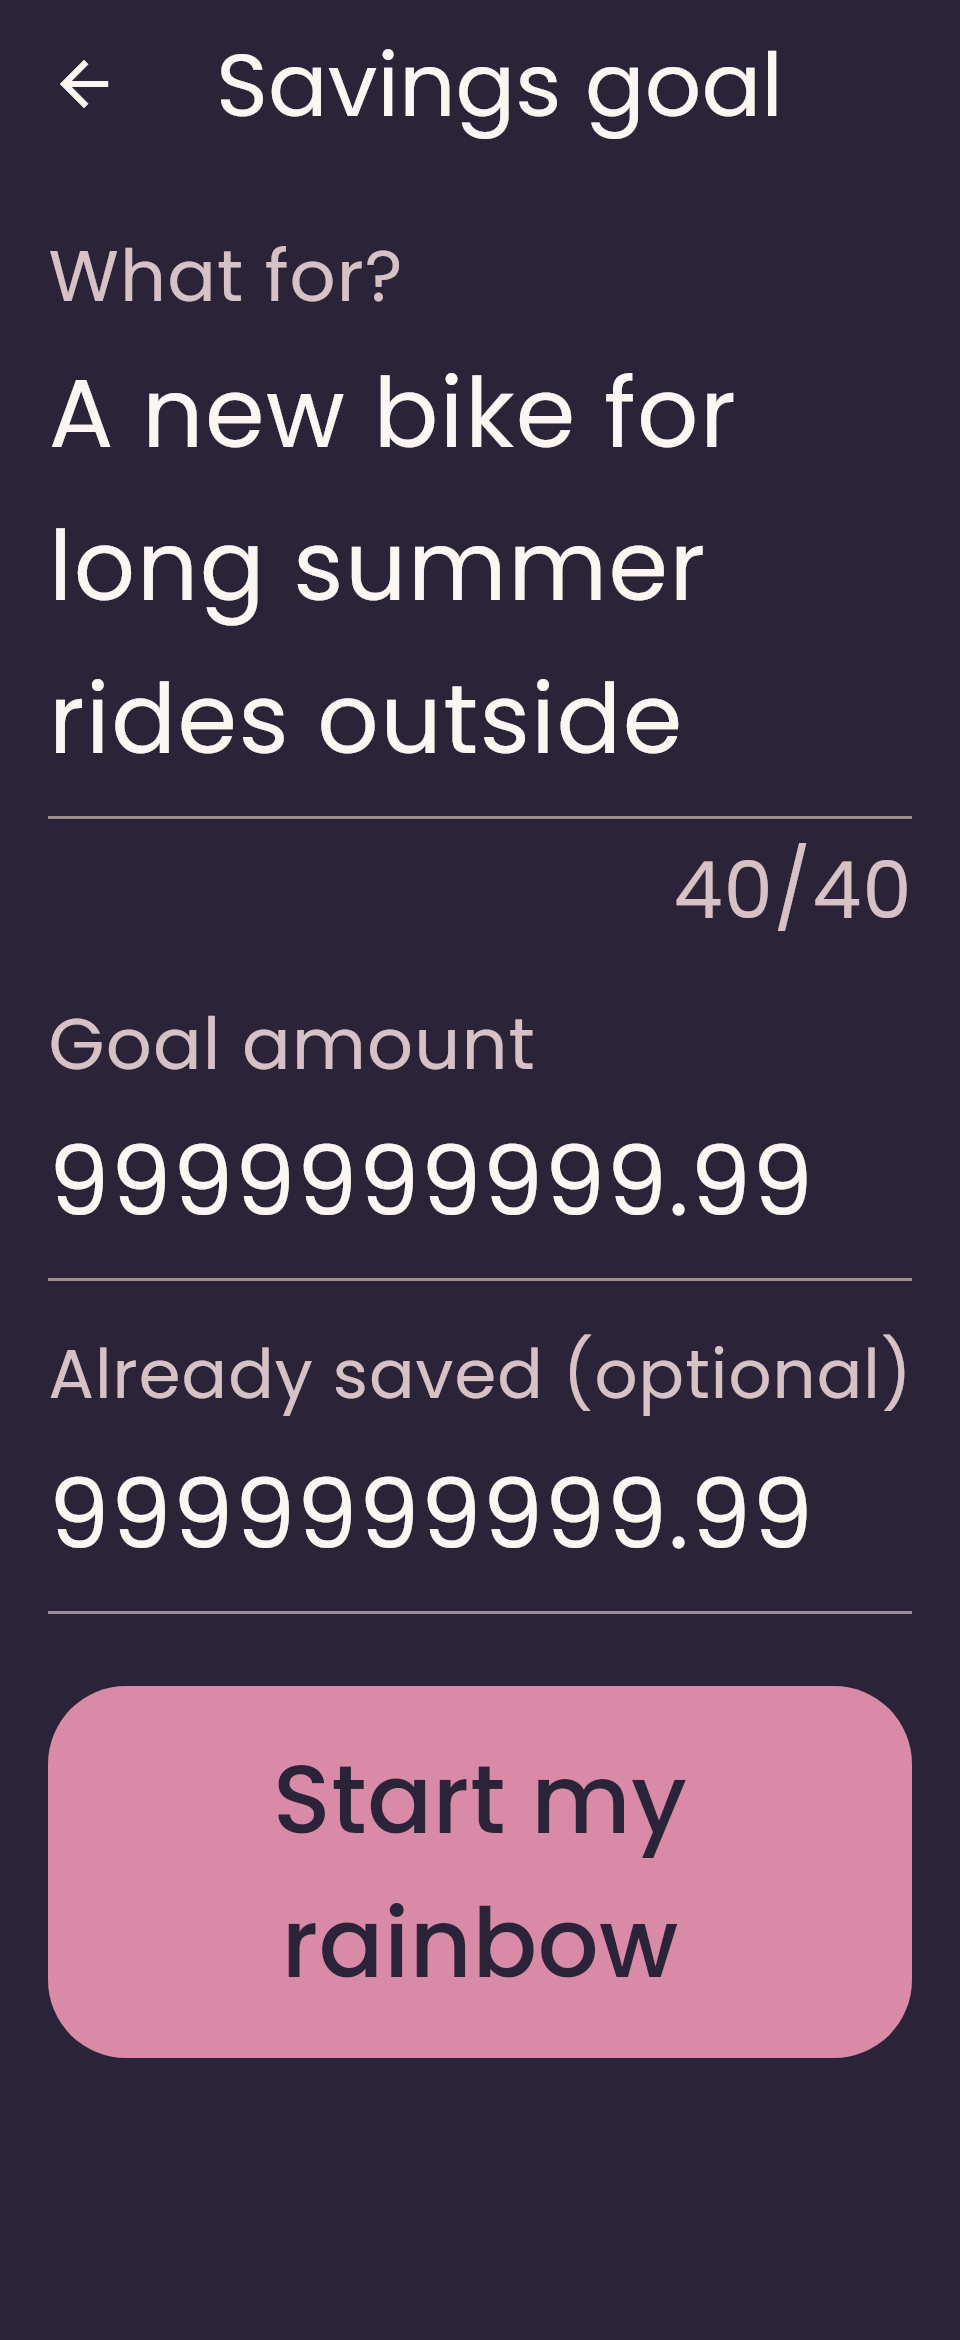 Savings goal
What for?
A new bike for
long summer
rides outside
40/40
Goal amount
9999999999.99
Already saved (optional)
9999999999.99
Start my
rainbow